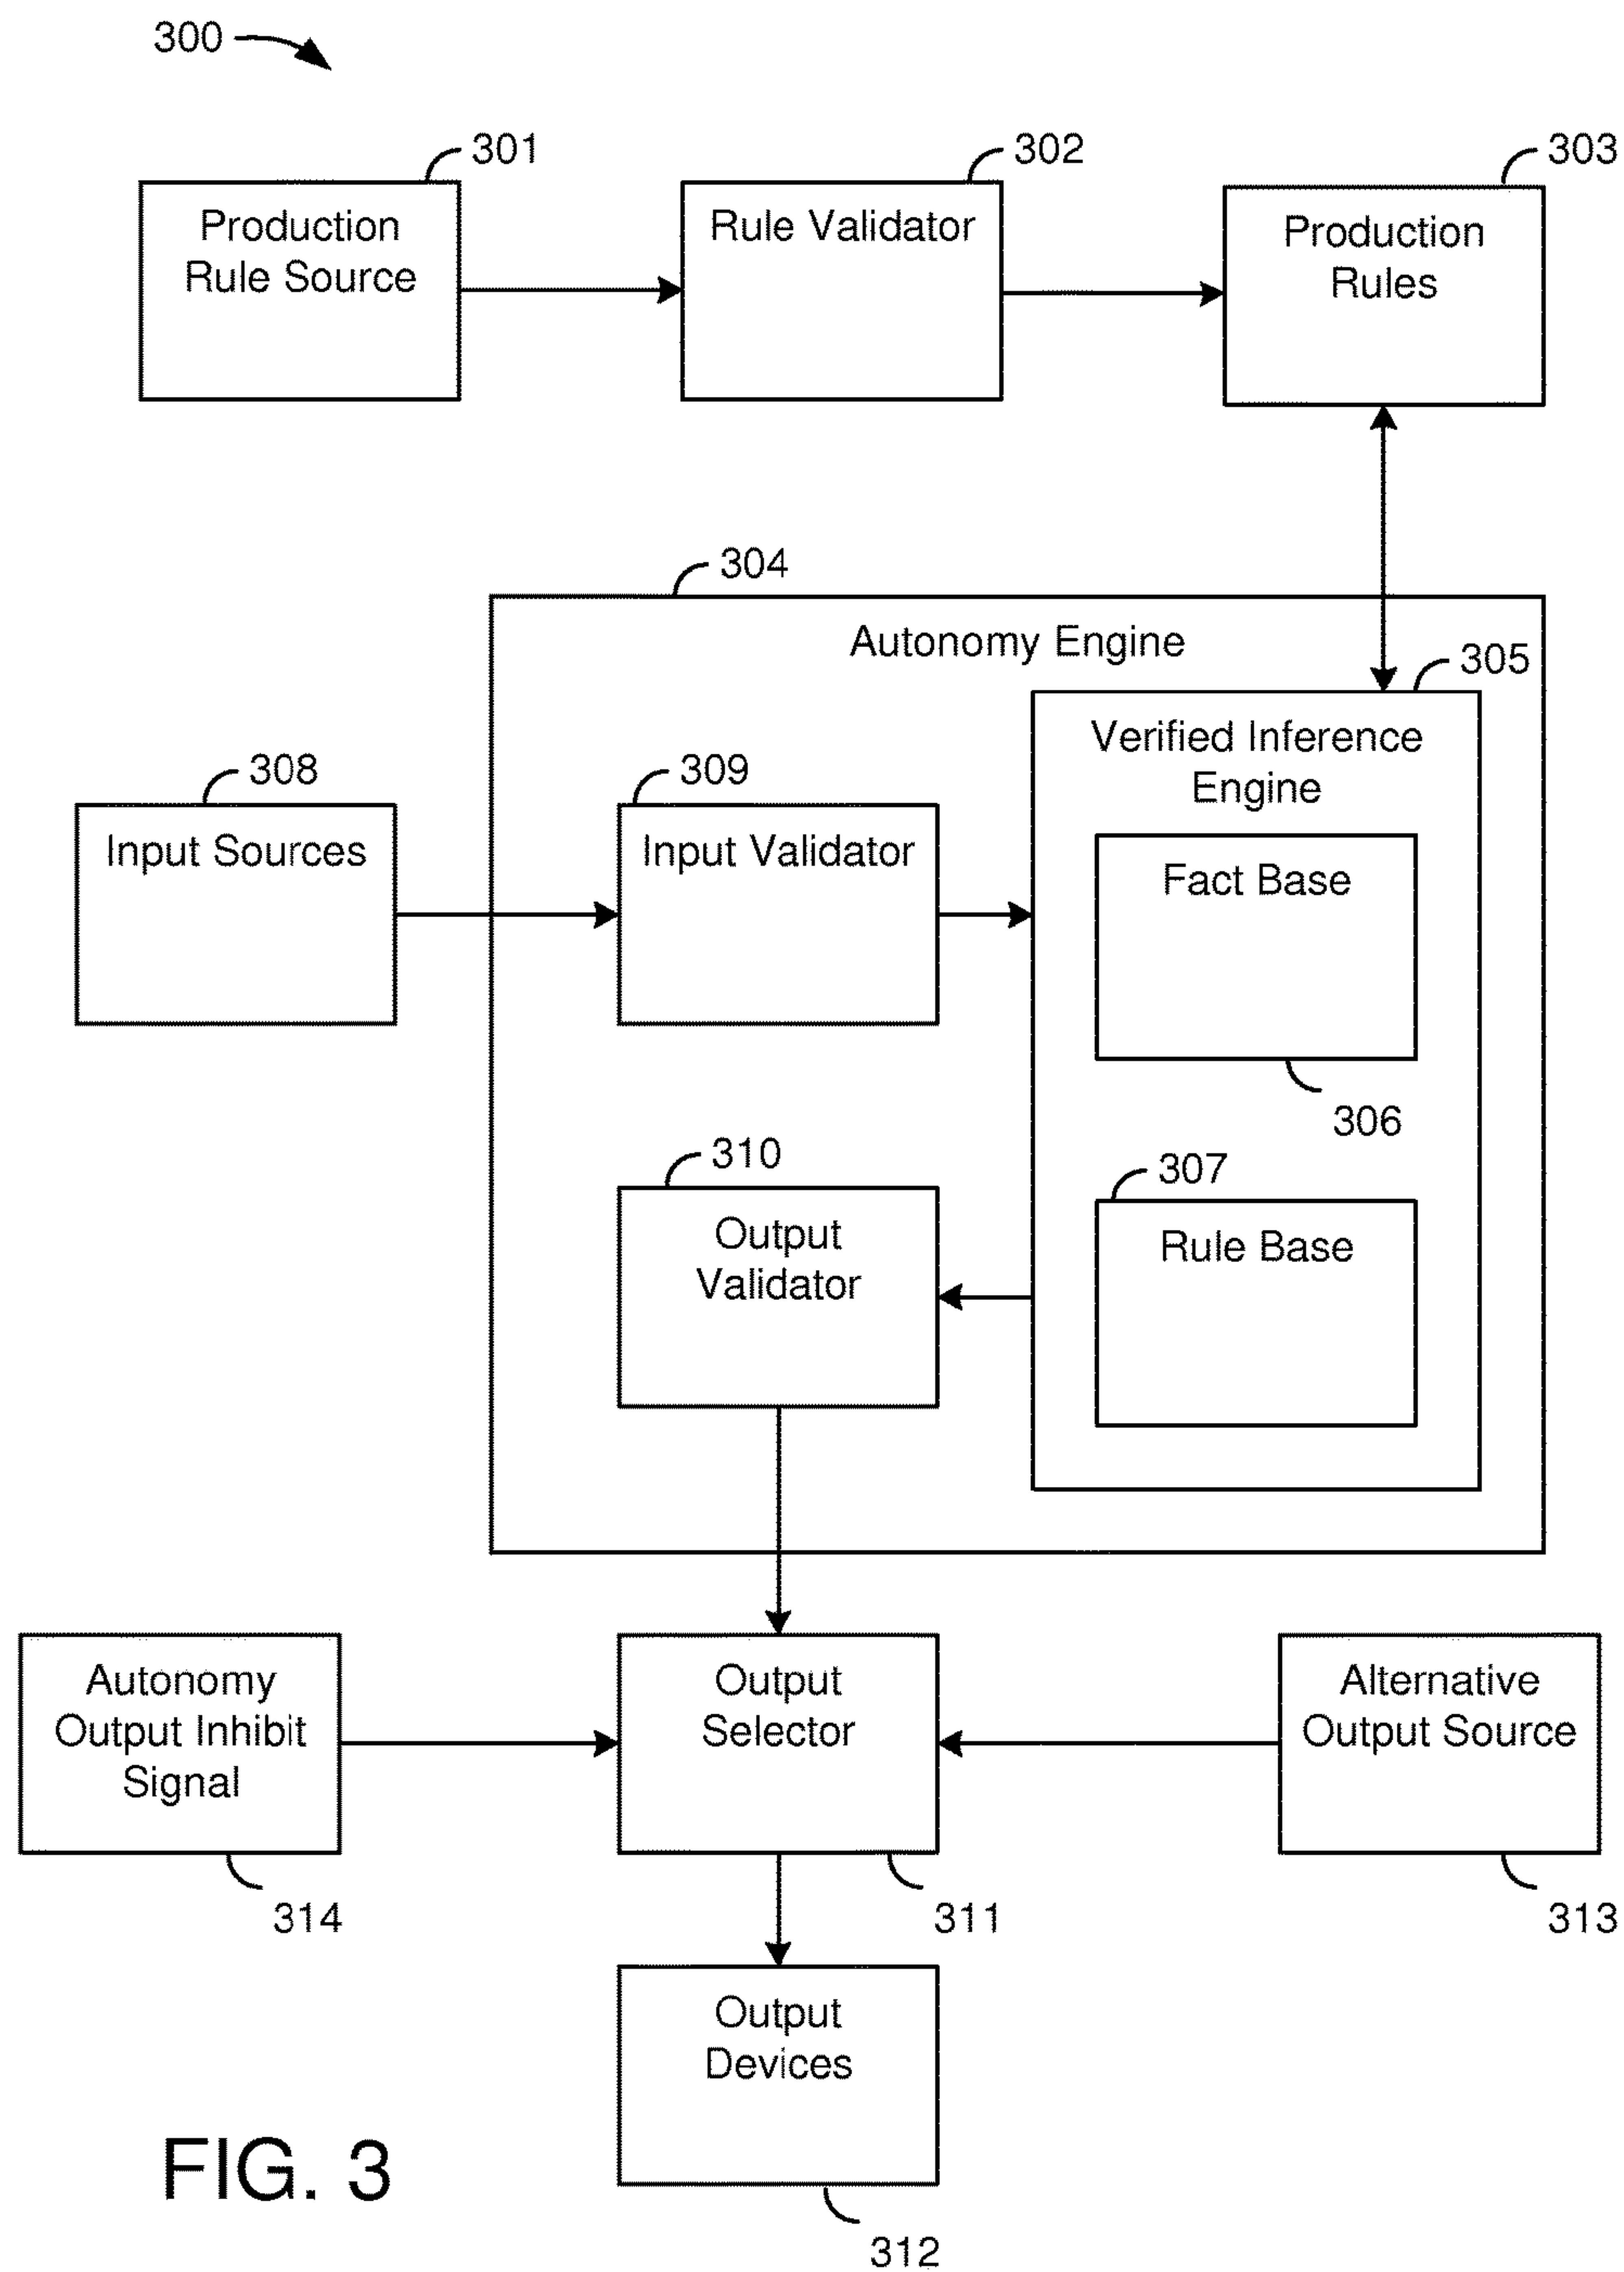 300
301
302
303
Production
Rule Source
Rule Validator
Production
Rules
304
Autonomy Engine
305
Verified Inference
Engine
308
309
Input Sources
Input Validator
Fact Base
306
310
307
Output
Validator
Rule Base
Autonomy
Output Inhibit
Signal
Output
Selector
Alternative
Output Source
314
311
313
Output
Devices
FIG. 3
312